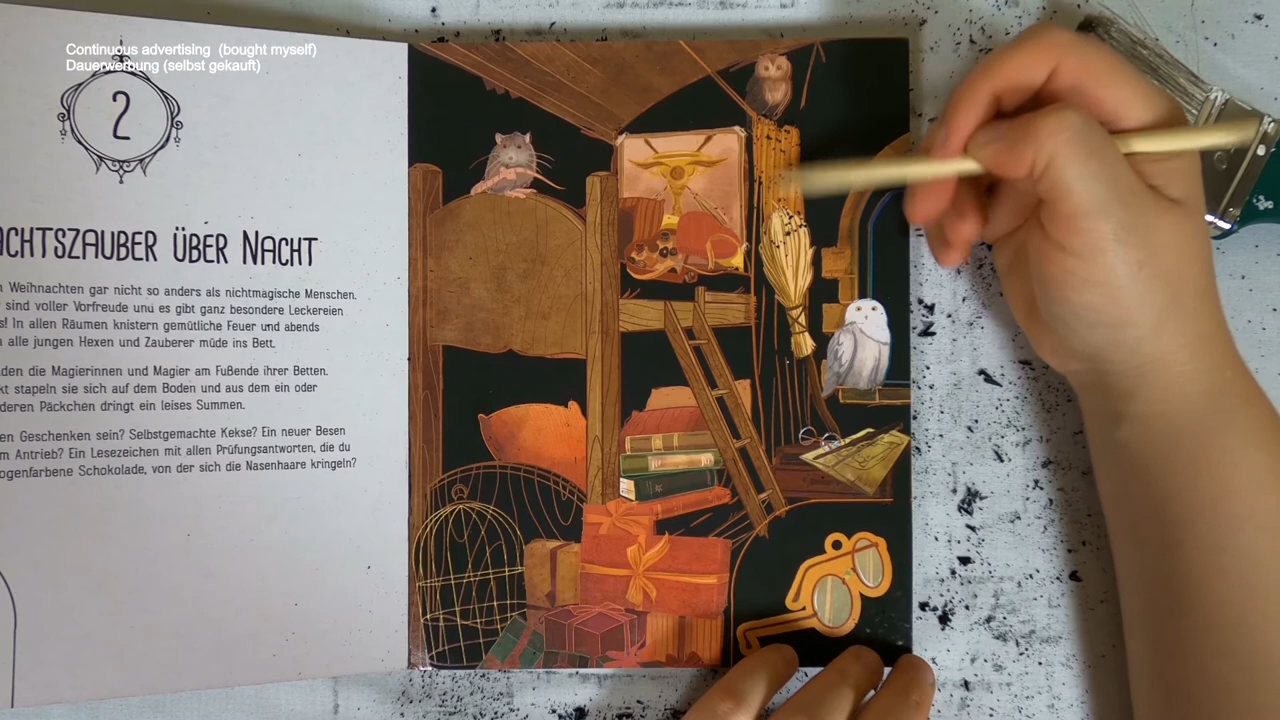 Continuous advertising (bought myself)
Dauerwerbung (selbst gekauft)
2
ACHTSZAUBER ÜBER NACHT
Weihnachten gar nicht so anders als nichtmagische Menschen.
sind voller Vorfreude und es gibt ganz besondere Leckereien
s! In allen Räumen knistern gemütliche Feuer und abends
alle jungen Hexen und Zauberer müde ins Bett.
den die Magierinnen und Magier am Fußende ihrer Betten.
kt stapeln sie sich auf dem Boden und aus dem ein oder
deren Päckchen dringt ein leises Summen.
en Geschenken sein? Selbstgemachte Kekse? Ein neuer Besen
m Antrieb? Ein Lesezeichen mit allen Prüfungsantworten, die du
ogenfarbene Schokolade, von der sich die Nasenhaare kringeln?